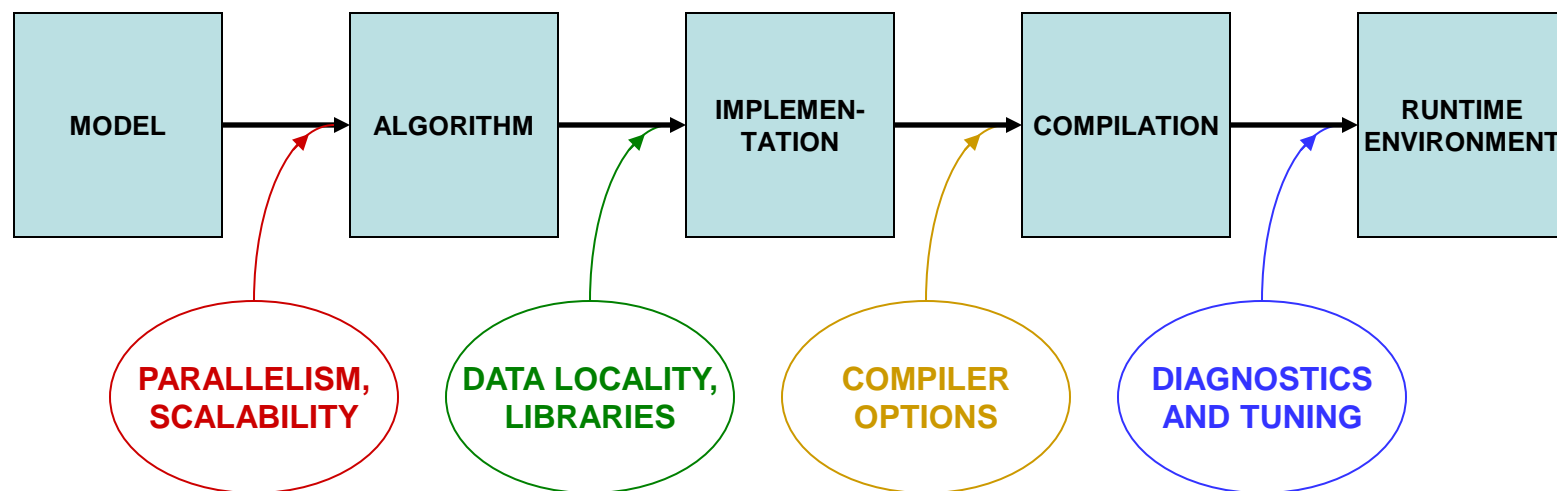 MODEL
ALGORITHM
IMPLEMEN-
TATION
COMPILATION
RUNTIME
ENVIRONMENT
PARALLELISM,
SCALABILITY
DATA LOCALITY,
LIBRARIES
COMPILER
OPTIONS
DIAGNOSTICS
AND TUNING